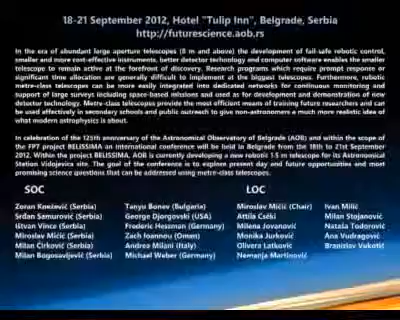 18-21 September 2012, Hotel "Tulip Inn", Belgrade, Serbia
http://futurescience.aob.rs
In the era of abundant large aperture telescopes (8 m and above) the development of fail-safe robotic control,
smaller and more cost-effective instruments, better detector technology and computer software enables the smaller
telescope to remain active at the forefront of discovery. Research programs which require prompt response or
significant time allocation are generally difficult to implement at the biggest telescopes. Furthermore, robotic
metre-class telescopes can be more easily integrated into dedicated networks for continuous monitoring and
support of large surveys including space-based missions and used as for development and demonstration of new
detector technology. Metre-class telescopes provide the most efficient means of training future researchers and can
be used effectively in secondary schools and public outreach to give non-astronomers a much more realistic idea of
what modern astrophysics is about.
In celebration of the 125th anniversary of the Astronomical Observatory of Belgrade (AOB) and within the scope of
the FP7 project BELISSIMA an international conference will be held in Belgrade from the 18th to 21st September
2012. Within the project BELISSIMA, AOB is currently developing a new robotic 1.5 m telescope for its Astronomical
Station Vidojevica site. The goal of the conference is to explore present day and future opportunities and most
promising science questions that can be addressed using metre-class telescopes.
SOC
Zoran Knežević (Serbia)
Srđan Samurović (Serbia)
Ištvan Vince (Serbia)
Miroslav Mičić (Serbia)
Milan Ćirković (Serbia)
Milan Bogosavljević (Serbia)
Tanyu Bonev (Bulgaria)
George Djorgovski (USA)
Frederic Hessman (Germany)
Zach Ioannou (Oman)
Andrea Milani (Italy)
Michael Weber (Germany)
LOC
Miroslav Mičić (Chair)
Attila Cséki
Milena Jovanović
Monika Jurković
Olivera Latković
Nemanja Martinović
Ivan Milić
Milan Stojanović
Nataša Todorović
Ana Vudragović
Branislav Vukotić